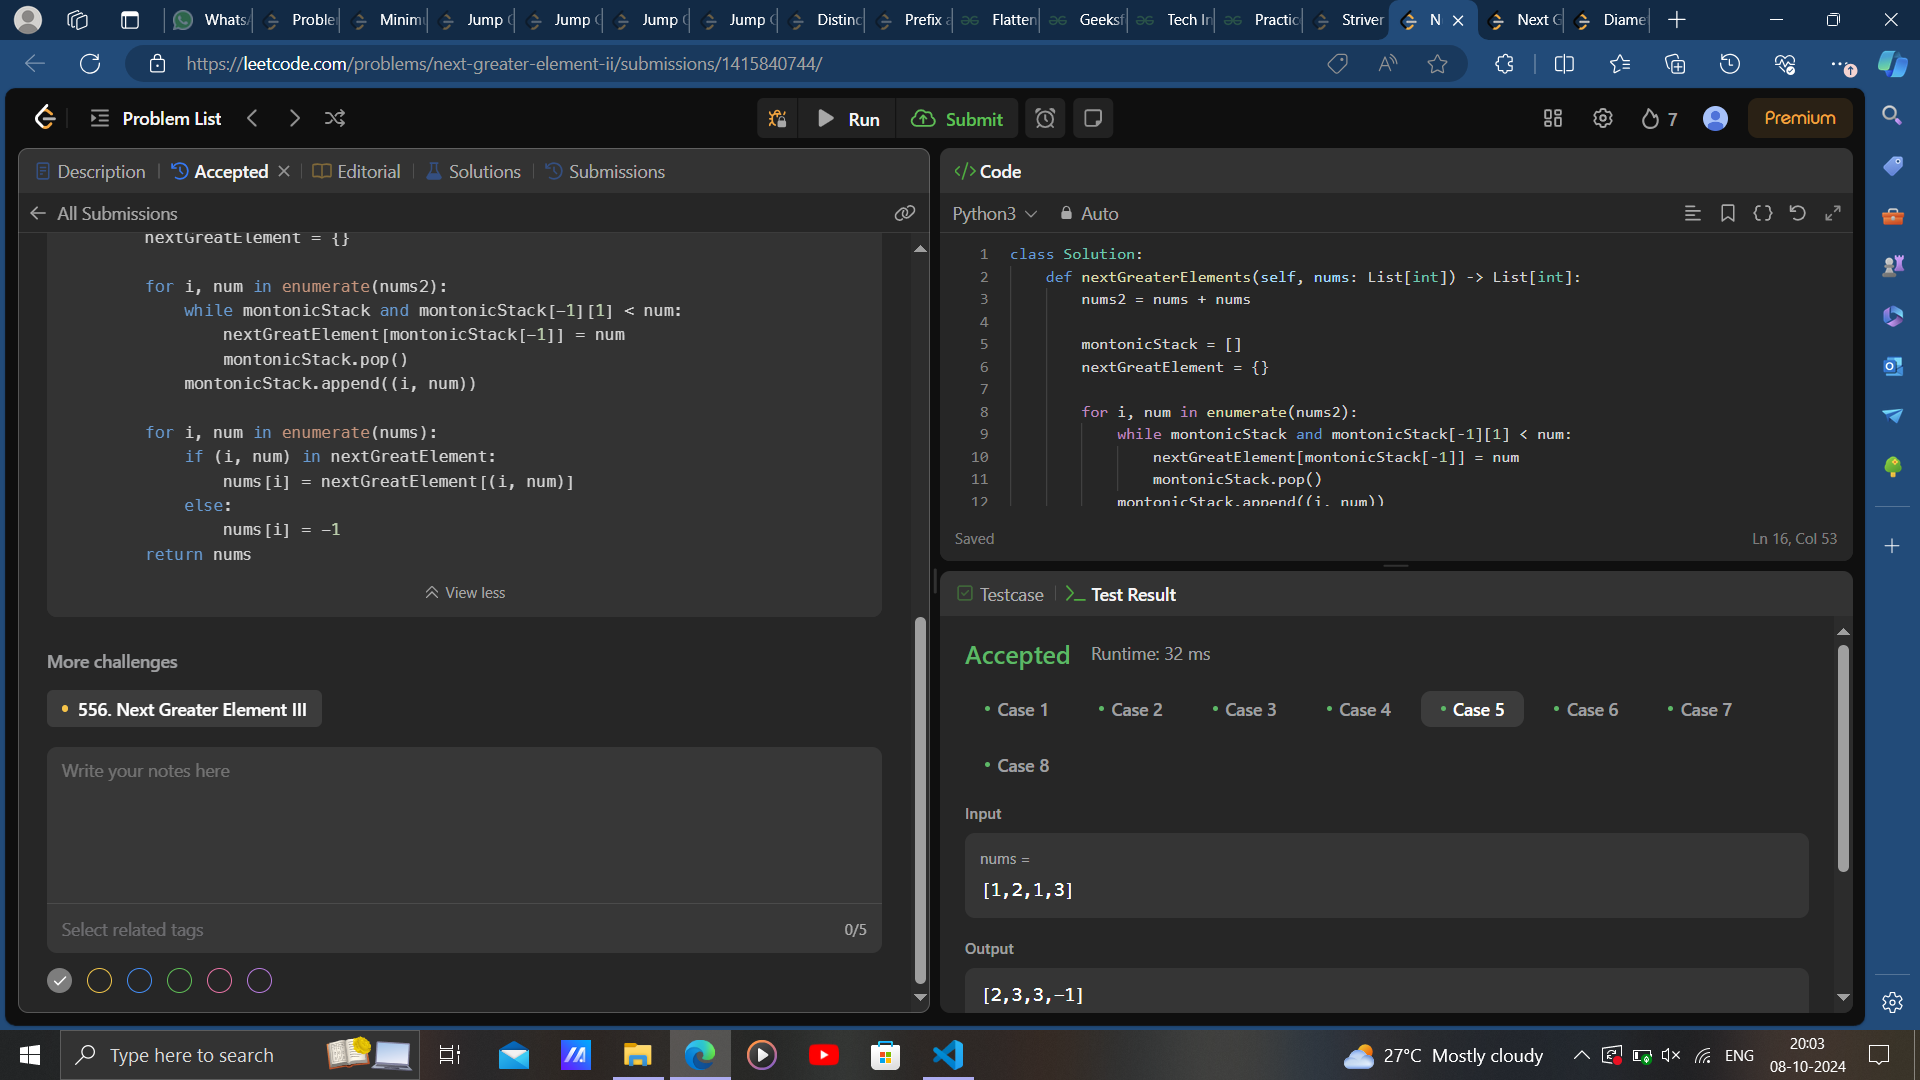 Whats
Proble
Minim
Jump
Jump
Jump
Jump
Distinc
Prefix
Flatten
Geeksf
Tech In
Practic
Striver
N
Next G
Diame
https://leetcode.com/problems/next-greater-element-ii/submissions/1415840744/
Problem List
Run
Submit
7
Premium
Description
Accepted
Editorial
Solutions
Submissions
All Submissions
nextGreatElement = {}
for i, num in enumerate(nums2):
while montonicStack and montonicStack[-1][1] < num:
nextGreatElement[montonicStack[-1]] = num
montonicStack.pop()
montonicStack.append((i, num))
for i, num in enumerate(nums):
if (i, num) in nextGreatElement:
nums[i] = nextGreatElement[(i, num)]
else:
nums[i] = -1
return nums
View less
More challenges
556. Next Greater Element III
Write your notes here
Select related tags
0/5
</> Code
Python3
Auto
1 class Solution:
2 def nextGreaterElements(self, nums: List[int]) -> List[int]:
3 nums2 = nums + nums
4
5 montonicStack = []
6 nextGreatElement = {}
7
8 for i, num in enumerate(nums2):
9 while montonicStack and montonicStack[-1][1] < num:
10 nextGreatElement[montonicStack[-1]] = num
11 montonicStack.pop()
12 montonicStack.append((i, num))
Saved
Ln 16, Col 53
Testcase
Test Result
Accepted Runtime: 32 ms
Case 1
Case 2
Case 3
Case 4
Case 5
Case 6
Case 7
Case 8
Input
nums =
[1,2,1,3]
Output
[2,3,3,-1]
Type here to search
27°C Mostly cloudy
ENG
20:03
08-10-2024